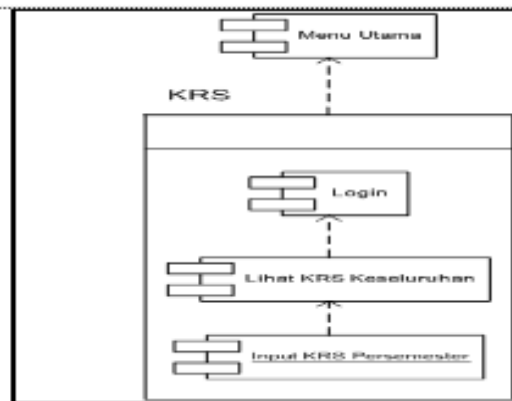 Menu Utama
KRS
Login
Lihat KRS Keseluruhan
Input KRS Persemester